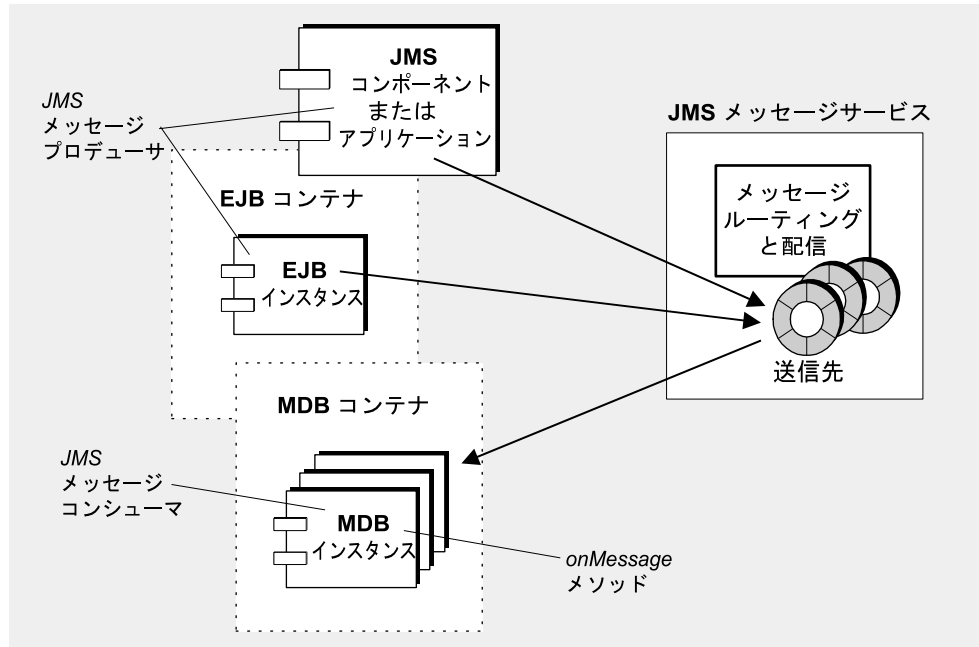 JMS
コンポーネント
または
アプリケーション
JMS
メッセージ
プロデューサ
JMS メッセージサービス
メッセージ
ルーティング
と配信
送信先
EJB コンテナ
EJB
インスタンス
MDB コンテナ
JMS
メッセージ
コンシューマ
MDB
インスタンス
onMessage
メソッド